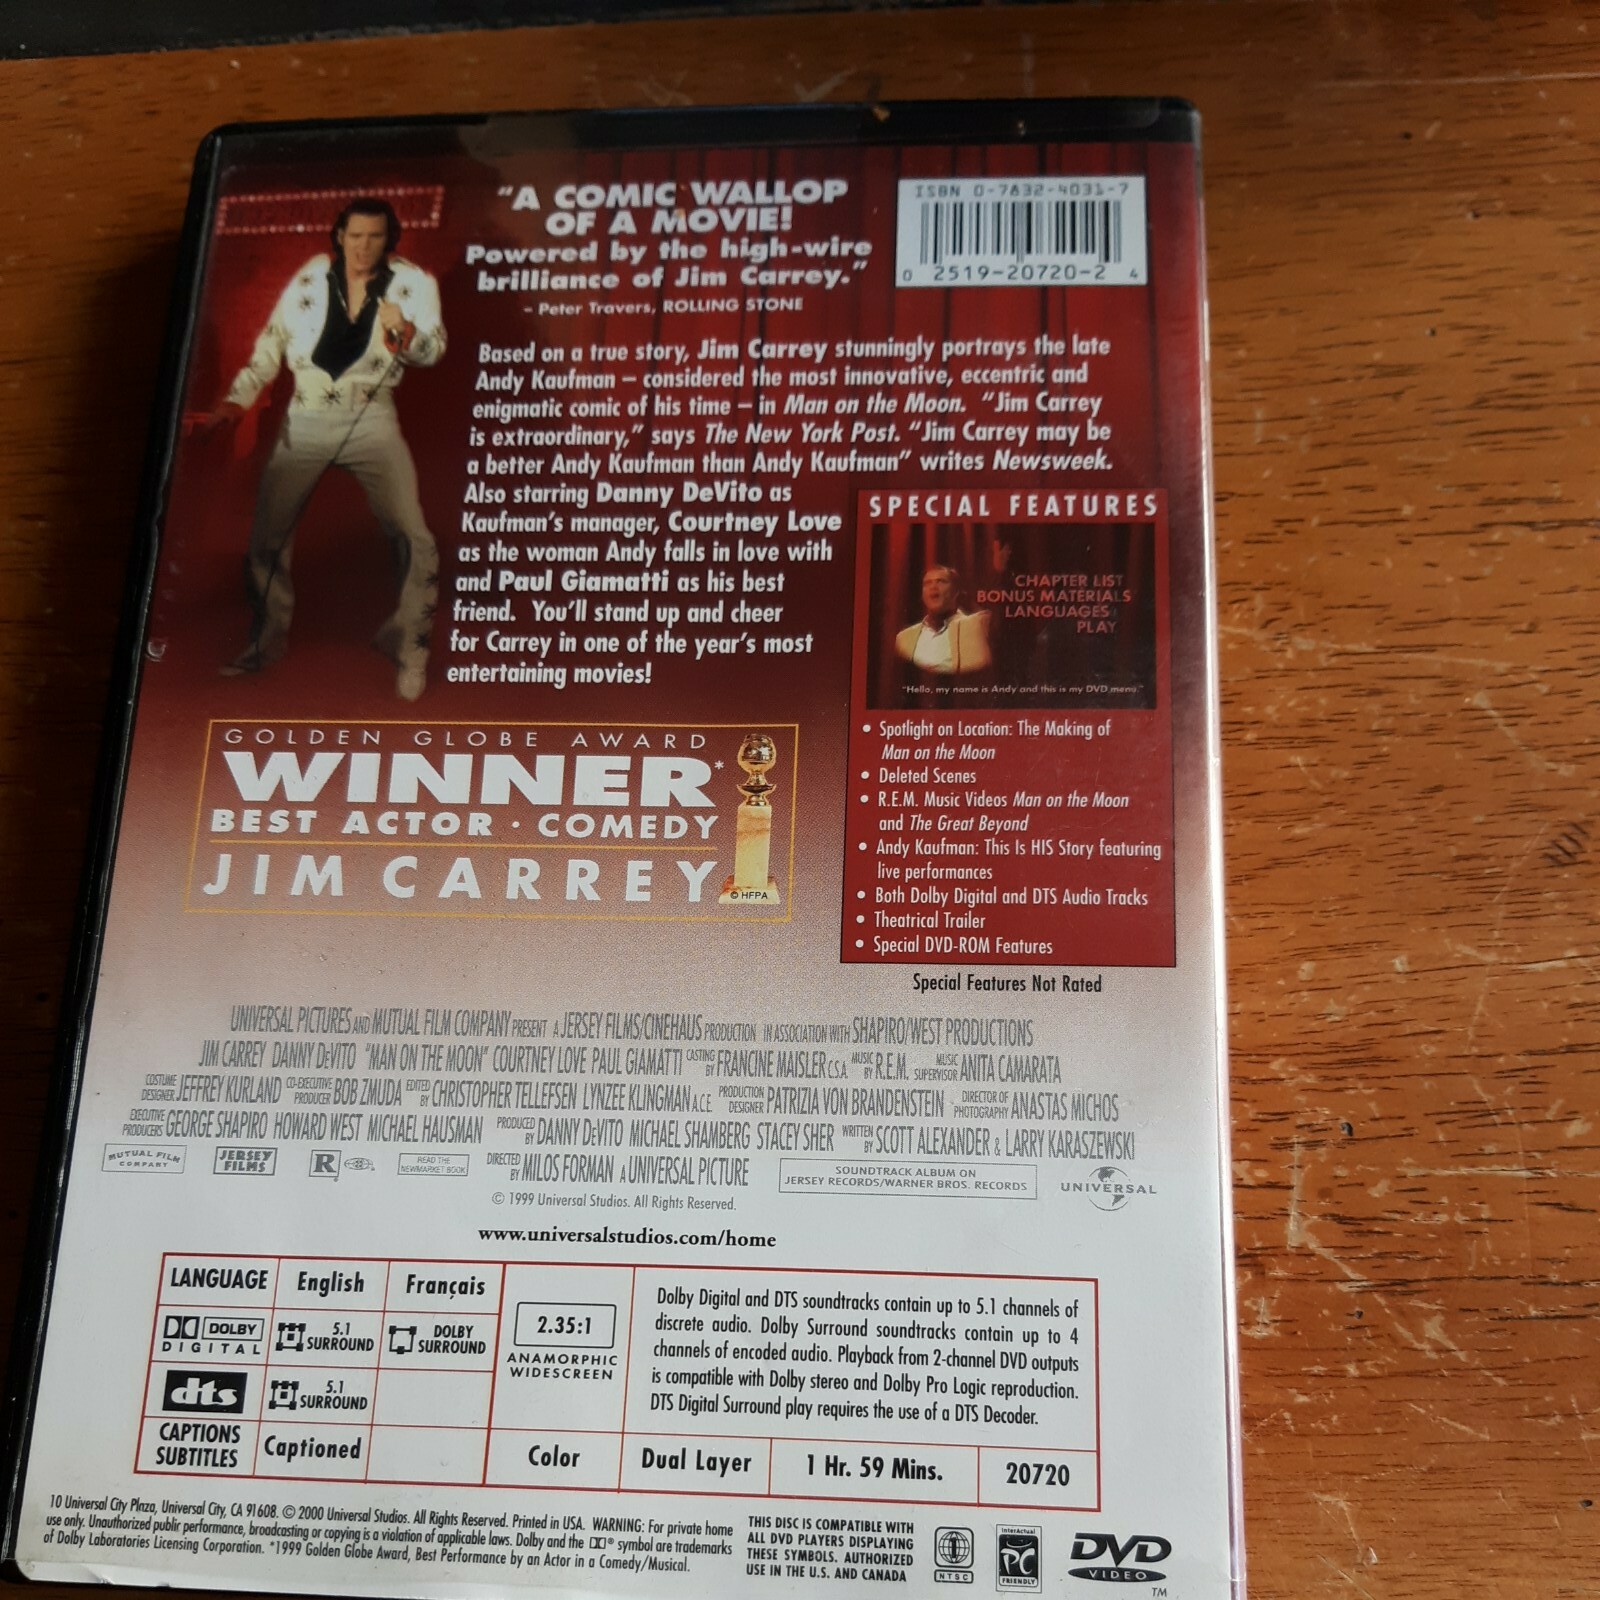 "A COMIC WALLOP
OF A MOVIE!
Powered by the high-wire
brilliance of Jim Carrey."
– Peter Travers, ROLLING STONE
ISBN 0-7832-4031-7
0 2519-20720-2 4
Based on a true story, Jim Carrey stunningly portrays the late
Andy Kaufman – considered the most innovative, eccentric and
enigmatic comic of his time – in Man on the Moon. "Jim Carrey
is extraordinary," says The New York Post. "Jim Carrey may be
a better Andy Kaufman than Andy Kaufman" writes Newsweek.
Also starring Danny DeVito as
Kaufman's manager, Courtney Love
as the woman Andy falls in love with
and Paul Giamatti as his best
friend. You'll stand up and cheer
for Carrey in one of the year's most
entertaining movies!
SPECIAL FEATURES
CHAPTER LIST
BONUS MATERIALS
LANGUAGES
PLAY
"Hello, my name is Andy and this is my DVD menu."
• Spotlight on Location: The Making of
Man on the Moon
• Deleted Scenes
• R.E.M. Music Videos Man on the Moon
and The Great Beyond
• Andy Kaufman: This Is HIS Story featuring
live performances
• Both Dolby Digital and DTS Audio Tracks
• Theatrical Trailer
• Special DVD-ROM Features
Special Features Not Rated
GOLDEN GLOBE AWARD
WINNER*
BEST ACTOR · COMEDY
JIM CARREY
© HFPA
UNIVERSAL PICTURES AND MUTUAL FILM COMPANY PRESENT A JERSEY FILMS/CINEHAUS PRODUCTION IN ASSOCIATION WITH SHAPIRO/WEST PRODUCTIONS
JIM CARREY DANNY DeVITO "MAN ON THE MOON" COURTNEY LOVE PAUL GIAMATTI CASTING BY FRANCINE MAISLER C.S.A. MUSIC BY R.E.M. MUSIC SUPERVISOR ANITA CAMARATA
COSTUME DESIGNER JEFFREY KURLAND CO-EXECUTIVE PRODUCER BOB ZMUDA EDITED BY CHRISTOPHER TELLEFSEN LYNZEE KLINGMAN A.C.E. PRODUCTION DESIGNER PATRIZIA VON BRANDENSTEIN DIRECTOR OF PHOTOGRAPHY ANASTAS MICHOS
EXECUTIVE PRODUCERS GEORGE SHAPIRO HOWARD WEST MICHAEL HAUSMAN PRODUCED BY DANNY DeVITO MICHAEL SHAMBERG STACEY SHER WRITTEN BY SCOTT ALEXANDER & LARRY KARASZEWSKI
MUTUAL FILM COMPANY
JERSEY FILMS
R
READ THE NEWMARKET BOOK
DIRECTED BY MILOS FORMAN A UNIVERSAL PICTURE
SOUNDTRACK ALBUM ON
JERSEY RECORDS/WARNER BROS. RECORDS
UNIVERSAL
© 1999 Universal Studios. All Rights Reserved.
www.universalstudios.com/home
LANGUAGE English Français
DOLBY DIGITAL 5.1 SURROUND DOLBY SURROUND
dts 5.1 SURROUND
CAPTIONS SUBTITLES Captioned
2.35:1
ANAMORPHIC
WIDESCREEN
Dolby Digital and DTS soundtracks contain up to 5.1 channels of
discrete audio. Dolby Surround soundtracks contain up to 4
channels of encoded audio. Playback from 2-channel DVD outputs
is compatible with Dolby stereo and Dolby Pro Logic reproduction.
DTS Digital Surround play requires the use of a DTS Decoder.
Color Dual Layer 1 Hr. 59 Mins. 20720
10 Universal City Plaza, Universal City, CA 91608. © 2000 Universal Studios. All Rights Reserved. Printed in USA. WARNING: For private home
use only. Unauthorized public performance, broadcasting or copying is a violation of applicable laws. Dolby and the DD® symbol are trademarks
of Dolby Laboratories Licensing Corporation. *1999 Golden Globe Award, Best Performance by an Actor in a Comedy/Musical.
THIS DISC IS COMPATIBLE WITH
ALL DVD PLAYERS DISPLAYING
THESE SYMBOLS. AUTHORIZED
USE IN THE U.S. AND CANADA
1
NTSC
InterActual
PC
FRIENDLY
DVD
VIDEO
TM